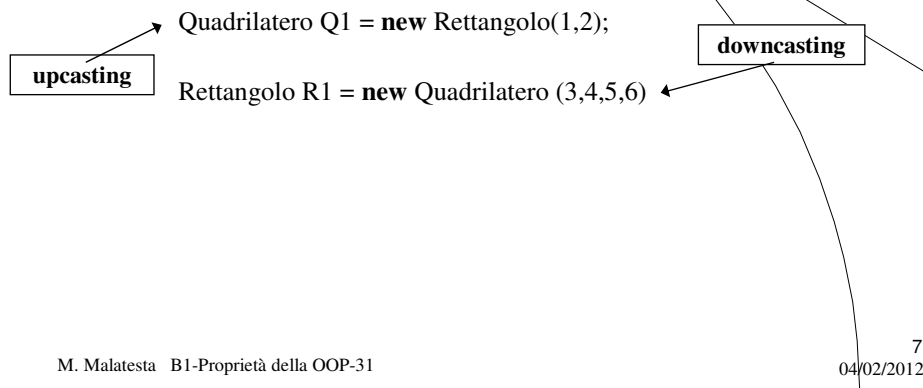 Quadrilatero Q1 = new Rettangolo(1,2);
downcasting
upcasting
Rettangolo R1 = new Quadrilatero (3,4,5,6)
7
M. Malatesta B1-Proprietà della OOP-31
04/02/2012